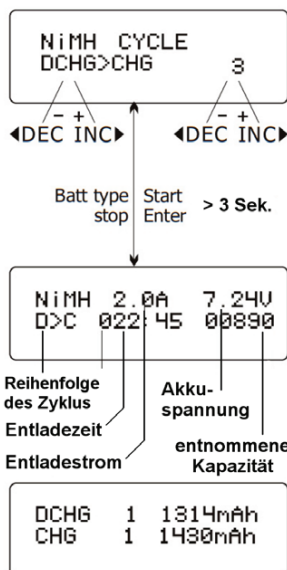 NiMH CYCLE
DCHG>CHG 3
- + - +
◀DEC INC▶ ◀DEC INC▶
Batt type Start > 3 Sek.
stop Enter
NiMH 2.0A 7.24V
D>C 022:45 00890
Reihenfolge
des Zyklus
Akku-
spannung
Entladezeit
Entladestrom
entnommene
Kapazität
DCHG 1 1314mAh
CHG 1 1430mAh